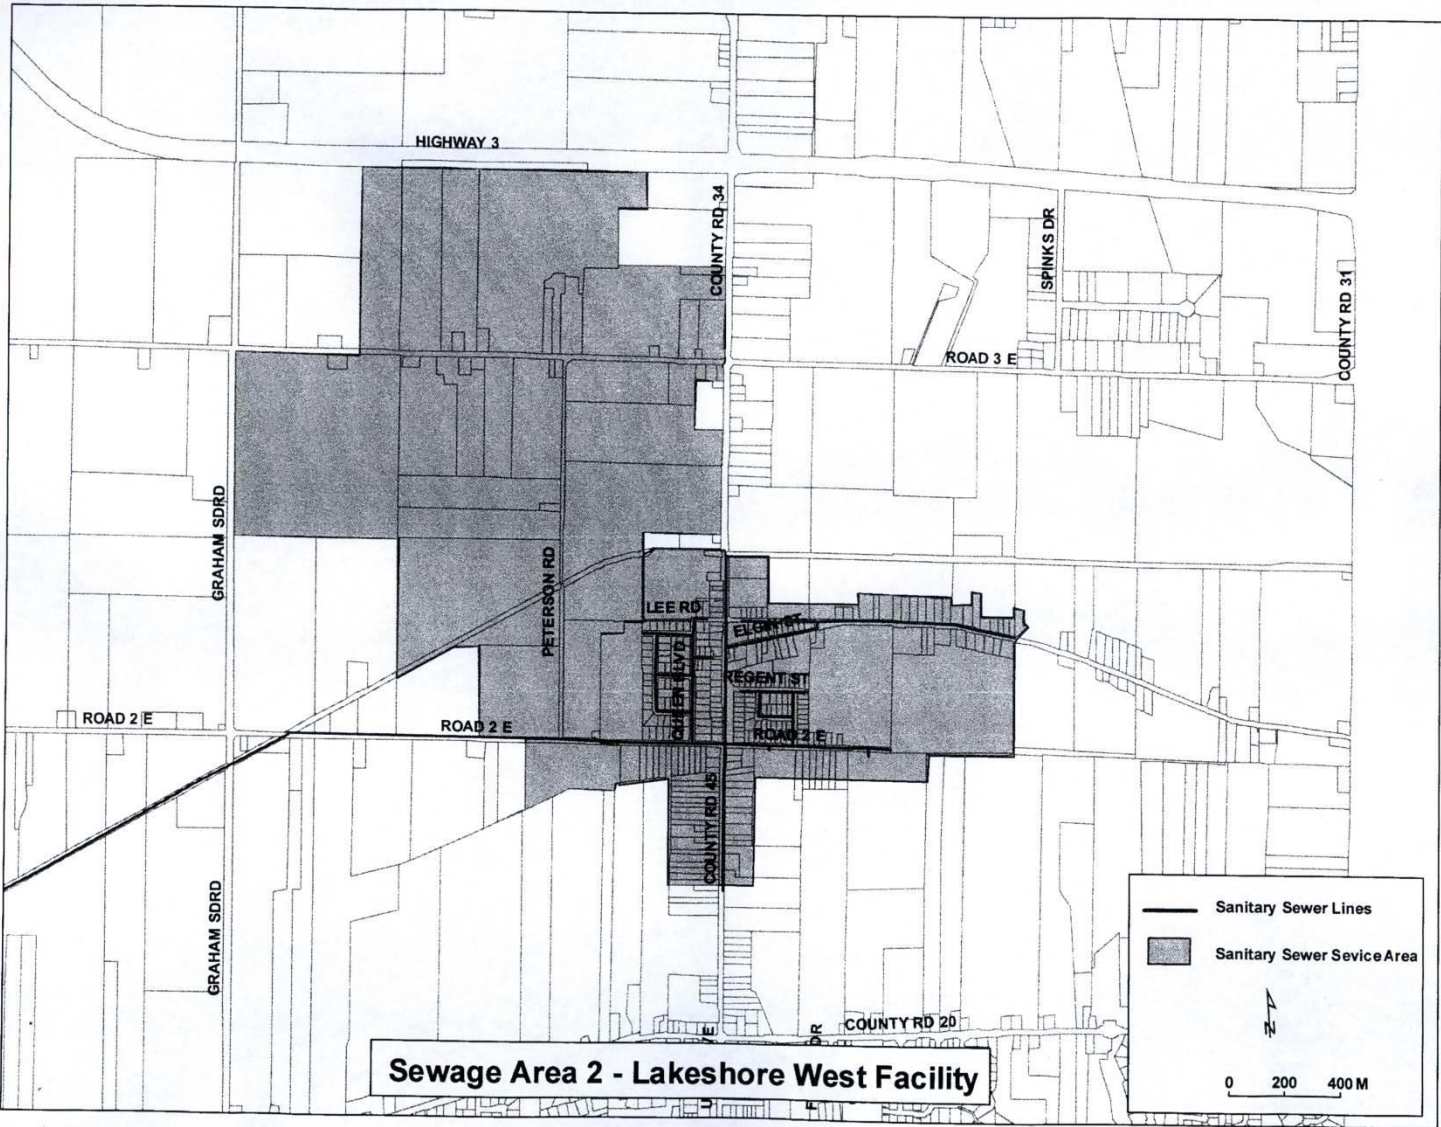 HIGHWAY 3
COUNTY RD 34
SPINKS DR
COUNTY RD 31
ROAD 3 E
GRAHAM SDRD
PETERSON RD
LEE RD
ELGIN ST
QUEEN BLVD
REGENT ST
ROAD 2 E
ROAD 2 E
ROAD 2 E
COUNTY RD 45
GRAHAM SDRD
COUNTY RD 20
DR
Sewage Area 2 - Lakeshore West Facility
Sanitary Sewer Lines
Sanitary Sewer Sevice Area
N
0 200 400 M